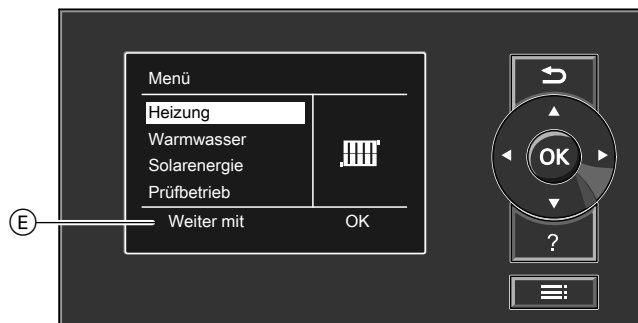 Menü
Heizung
Warmwasser
Solarenergie
Prüfbetrieb
Weiter mit OK
E
OK
?